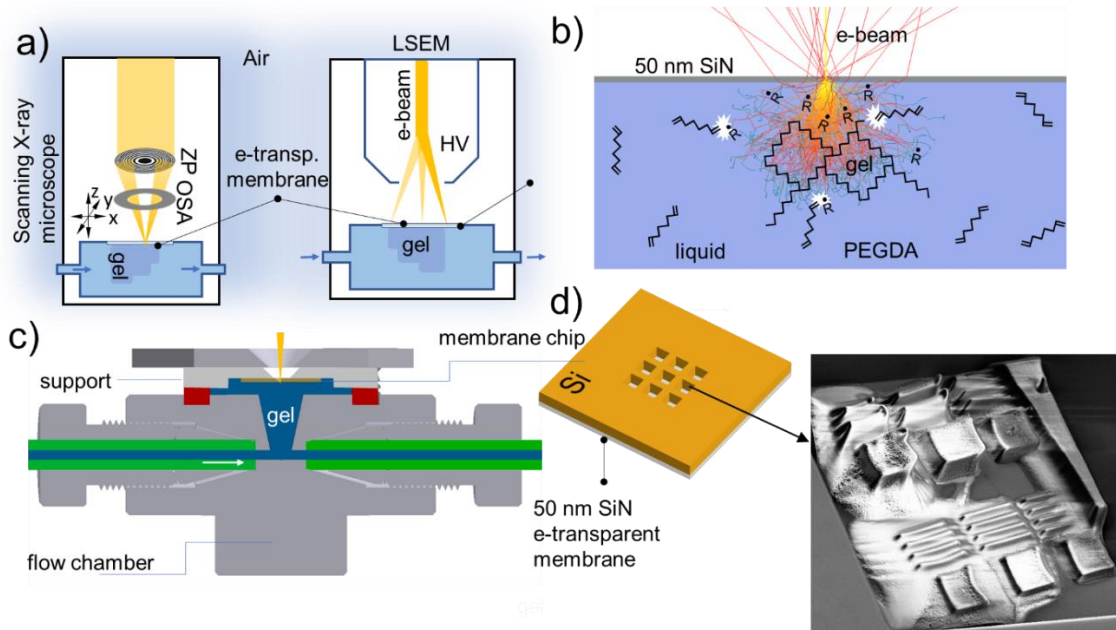 a)
Scanning X-ray
microscope
Air
ZP OSA
z
y
x
gel
e-transp.
membrane
LSEM
e-beam
HV
gel
b)
e-beam
50 nm SiN
R
R
R
R
R
R
R
R
gel
liquid
PEGDA
c)
support
gel
flow chamber
membrane chip
d)
Si
50 nm SiN
e-transparent
membrane
gel